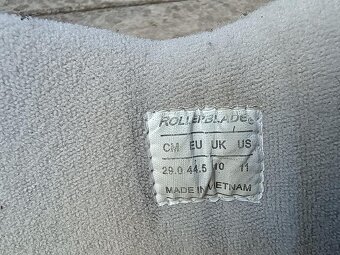 ROLLERBLADE®
CM EU UK US
29.0 44.5 10 11
MADE IN VIETNAM